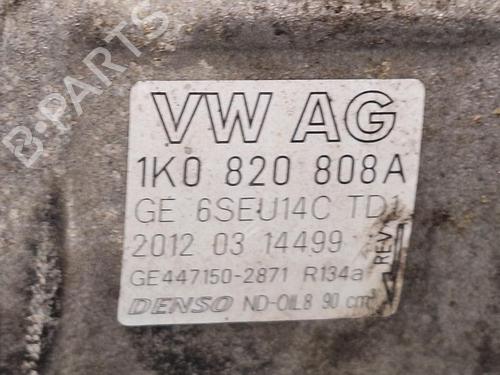 VW AG
1K0 820 808A
GE 6SEU14C TD1
2012 03 14499
REV
GE447150-2871 R134a
DENSO ND-OIL8 90 cm³
B-PARTS